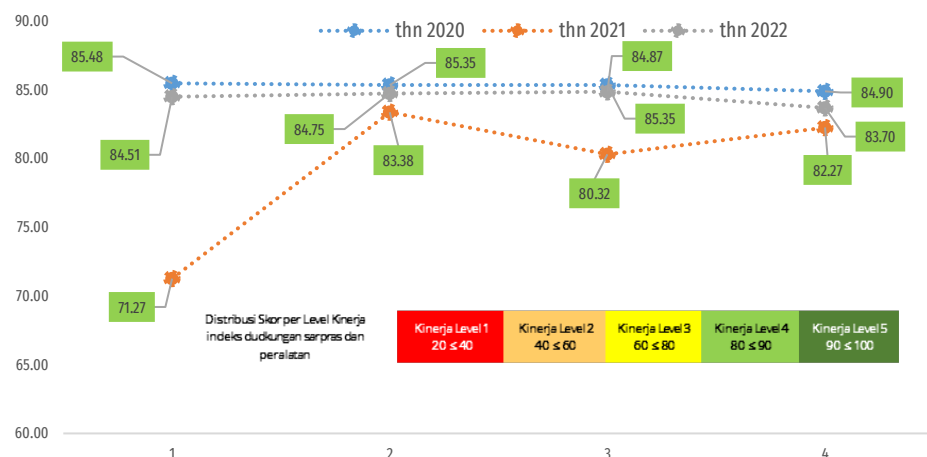 90.00
thn 2020
thn 2021
thn 2022
85.48
85.35
84.87
85.00
84.90
84.51
84.75
83.38
85.35
83.70
80.00
80.32
82.27
75.00
70.00
71.27
Distribusi Skor per Level Kinerja
indeks dudkungan sarpras dan
peralatan
Kinerja Level 1
20 ≤ 40
Kinerja Level 2
40 ≤ 60
Kinerja Level 3
60 ≤ 80
Kinerja Level 4
80 ≤ 90
Kinerja Level 5
90 ≤ 100
65.00
60.00
1
2
3
4